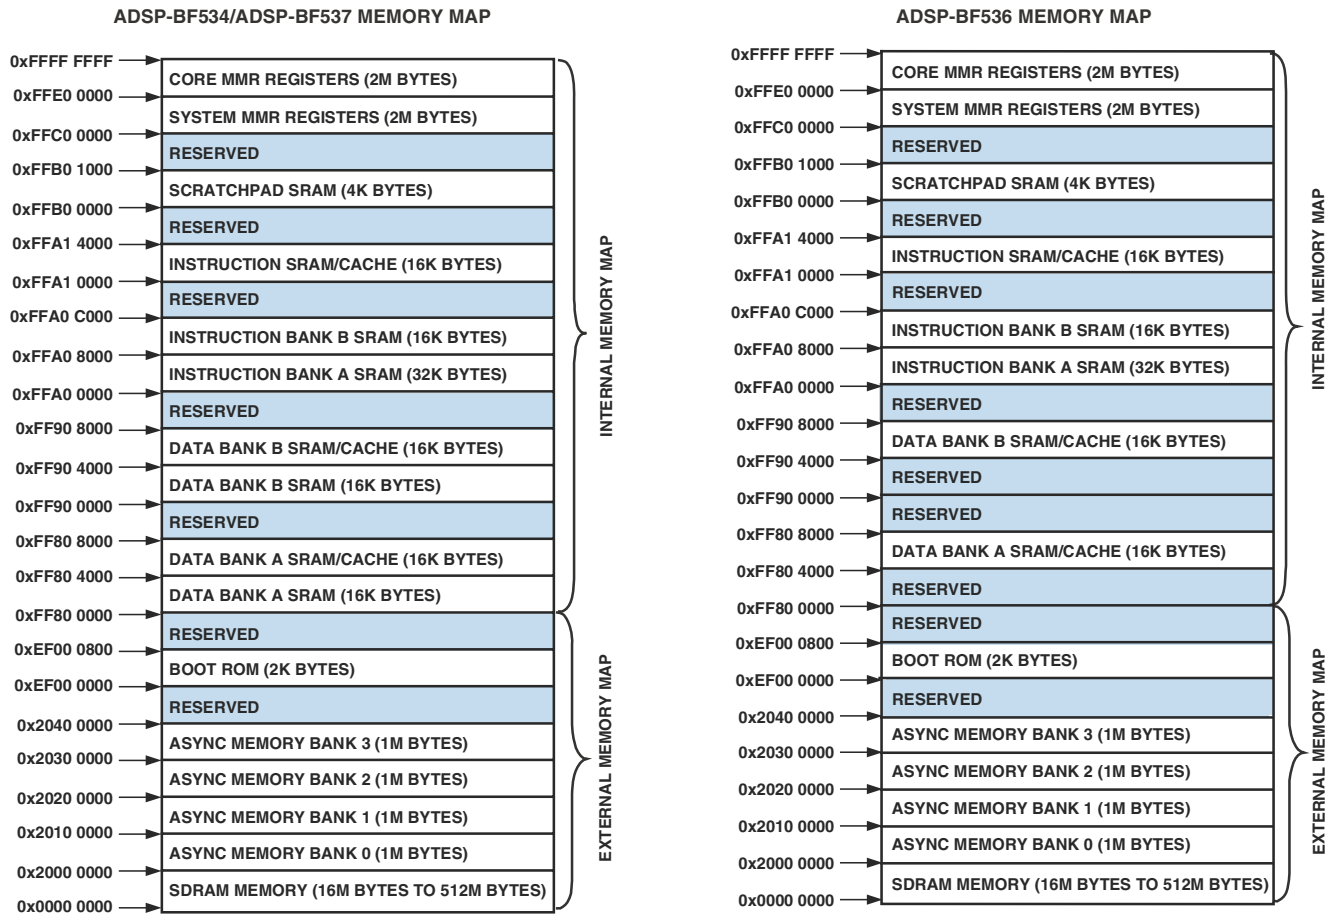 ADSP-BF534/ADSP-BF537 MEMORY MAP
0xFFFF FFFF
CORE MMR REGISTERS (2M BYTES)
0xFFE0 0000
SYSTEM MMR REGISTERS (2M BYTES)
0xFFC0 0000
RESERVED
0xFFB0 1000
SCRATCHPAD SRAM (4K BYTES)
0xFFB0 0000
RESERVED
0xFFA1 4000
INSTRUCTION SRAM/CACHE (16K BYTES)
0xFFA1 0000
RESERVED
0xFFA0 C000
INSTRUCTION BANK B SRAM (16K BYTES)
0xFFA0 8000
INSTRUCTION BANK A SRAM (32K BYTES)
0xFFA0 0000
RESERVED
0xFF90 8000
DATA BANK B SRAM/CACHE (16K BYTES)
0xFF90 4000
DATA BANK B SRAM (16K BYTES)
0xFF90 0000
RESERVED
0xFF80 8000
DATA BANK A SRAM/CACHE (16K BYTES)
0xFF80 4000
DATA BANK A SRAM (16K BYTES)
0xFF80 0000
RESERVED
0xEF00 0800
BOOT ROM (2K BYTES)
0xEF00 0000
RESERVED
0x2040 0000
ASYNC MEMORY BANK 3 (1M BYTES)
0x2030 0000
ASYNC MEMORY BANK 2 (1M BYTES)
0x2020 0000
ASYNC MEMORY BANK 1 (1M BYTES)
0x2010 0000
ASYNC MEMORY BANK 0 (1M BYTES)
0x2000 0000
SDRAM MEMORY (16M BYTES TO 512M BYTES)
0x0000 0000
INTERNAL MEMORY MAP
EXTERNAL MEMORY MAP
ADSP-BF536 MEMORY MAP
0xFFFF FFFF
CORE MMR REGISTERS (2M BYTES)
0xFFE0 0000
SYSTEM MMR REGISTERS (2M BYTES)
0xFFC0 0000
RESERVED
0xFFB0 1000
SCRATCHPAD SRAM (4K BYTES)
0xFFB0 0000
RESERVED
0xFFA1 4000
INSTRUCTION SRAM/CACHE (16K BYTES)
0xFFA1 0000
RESERVED
0xFFA0 C000
INSTRUCTION BANK B SRAM (16K BYTES)
0xFFA0 8000
INSTRUCTION BANK A SRAM (32K BYTES)
0xFFA0 0000
RESERVED
0xFF90 8000
DATA BANK B SRAM/CACHE (16K BYTES)
0xFF90 4000
RESERVED
0xFF90 0000
RESERVED
0xFF80 8000
DATA BANK A SRAM/CACHE (16K BYTES)
0xFF80 4000
RESERVED
0xFF80 0000
RESERVED
0xEF00 0800
BOOT ROM (2K BYTES)
0xEF00 0000
RESERVED
0x2040 0000
ASYNC MEMORY BANK 3 (1M BYTES)
0x2030 0000
ASYNC MEMORY BANK 2 (1M BYTES)
0x2020 0000
ASYNC MEMORY BANK 1 (1M BYTES)
0x2010 0000
ASYNC MEMORY BANK 0 (1M BYTES)
0x2000 0000
SDRAM MEMORY (16M BYTES TO 512M BYTES)
0x0000 0000
INTERNAL MEMORY MAP
EXTERNAL MEMORY MAP